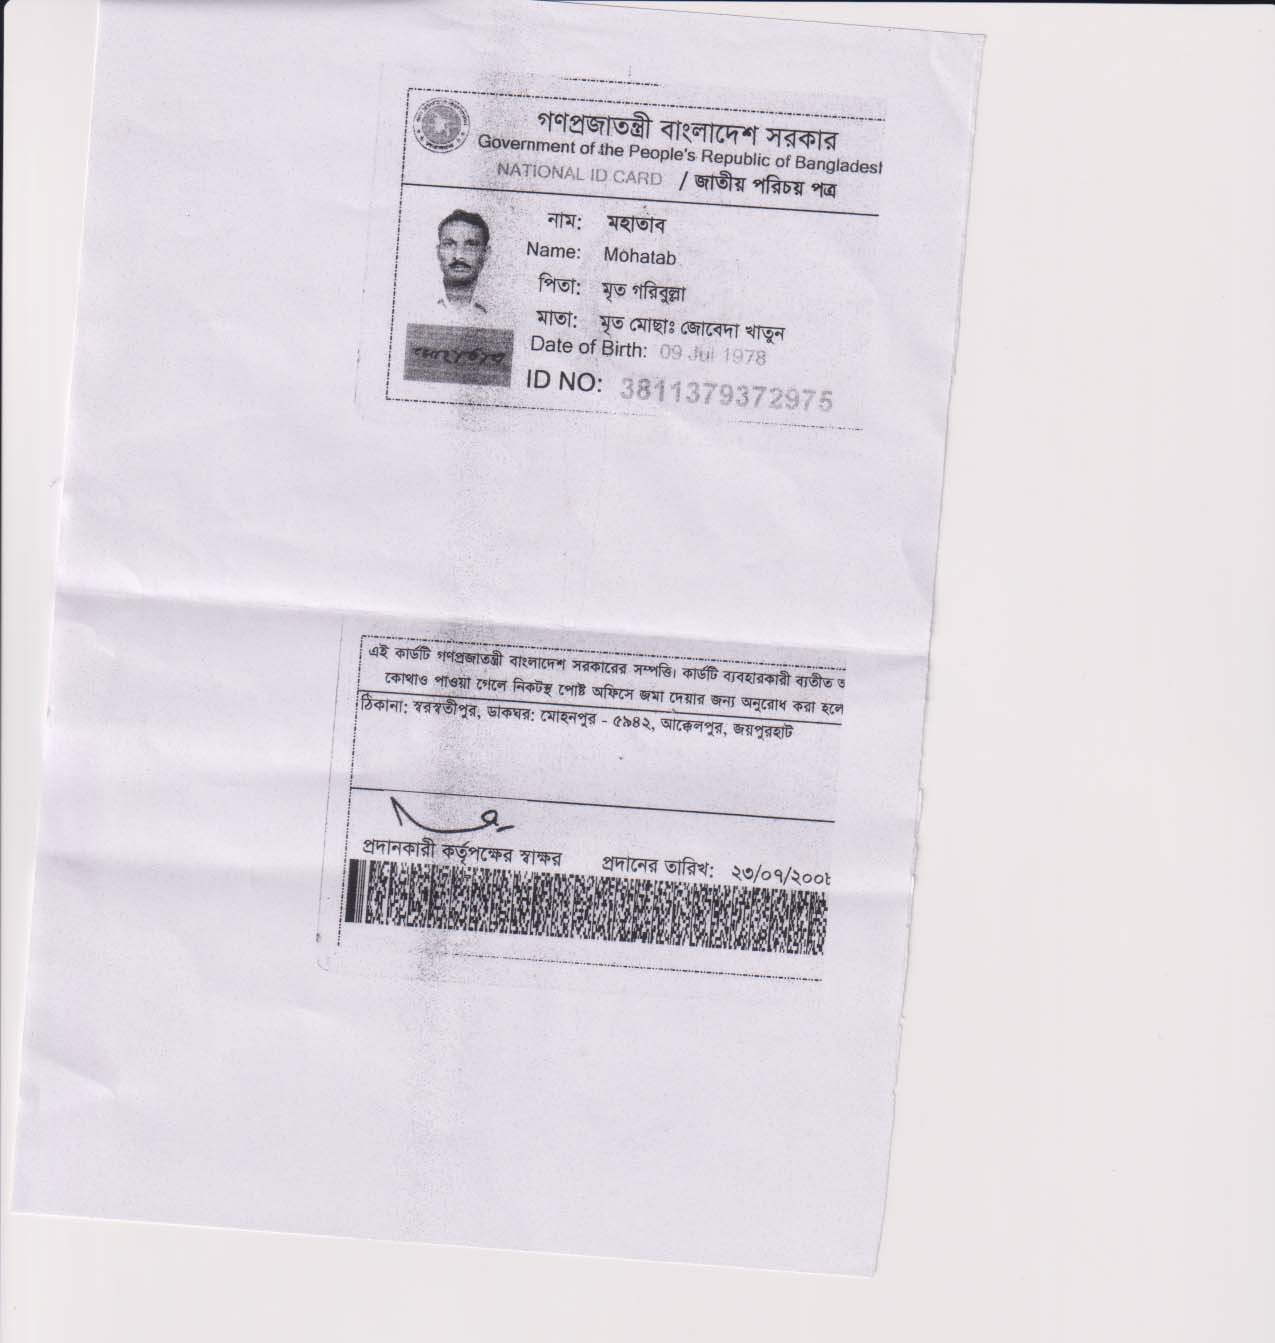 গণপ্রজাতন্ত্রী বাংলাদেশ সরকার
Government of the People's Republic of Bangladesh
NATIONAL ID CARD / জাতীয় পরিচয় পত্র
নাম: মহাতাব
Name: Mohatab
পিতা: মৃত গরিবুল্লা
মাতা: মৃত মোছাঃ জোবেদা খাতুন
Date of Birth: 09 Jul 1978
ID NO: 3811379372975
এই কার্ডটি গণপ্রজাতন্ত্রী বাংলাদেশ সরকারের সম্পত্তি। কার্ডটি ব্যবহারকারী ব্যতীত অ
কোথাও পাওয়া গেলে নিকটস্থ পোষ্ট অফিসে জমা দেয়ার জন্য অনুরোধ করা হলো
ঠিকানা: স্বরস্বতীপুর, ডাকঘর: মোহনপুর - ৫৯৪২, আক্কেলপুর, জয়পুরহাট
প্রদানকারী কর্তৃপক্ষের স্বাক্ষর প্রদানের তারিখ: ২৩/০৭/২০০৮